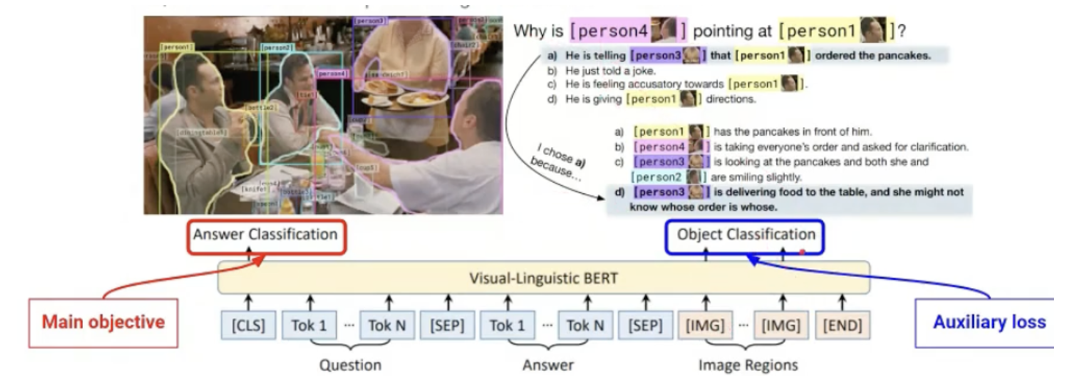 Why is [person4 ] pointing at [person1 ]?
a) He is telling [person3 ] that [person1 ] ordered the pancakes.
b) He just told a joke.
c) He is feeling accusatory towards [person1 ].
d) He is giving [person1 ] directions.
I chose a)
because...
a) [person1 ] has the pancakes in front of him.
b) [person4 ] is taking everyone's order and asked for clarification.
c) [person3 ] is looking at the pancakes and both she and
[person2 ] are smiling slightly.
d) [person3 ] is delivering food to the table, and she might not
know whose order is whose.
[person1]
[person2]
[person3]
[person4]
Answer Classification
Object Classification
Visual-Linguistic BERT
Main objective
Auxiliary loss
[CLS] Tok 1 ... Tok N [SEP] Tok 1 ... Tok N [SEP] [IMG] ... [IMG] [END]
Question Answer Image Regions